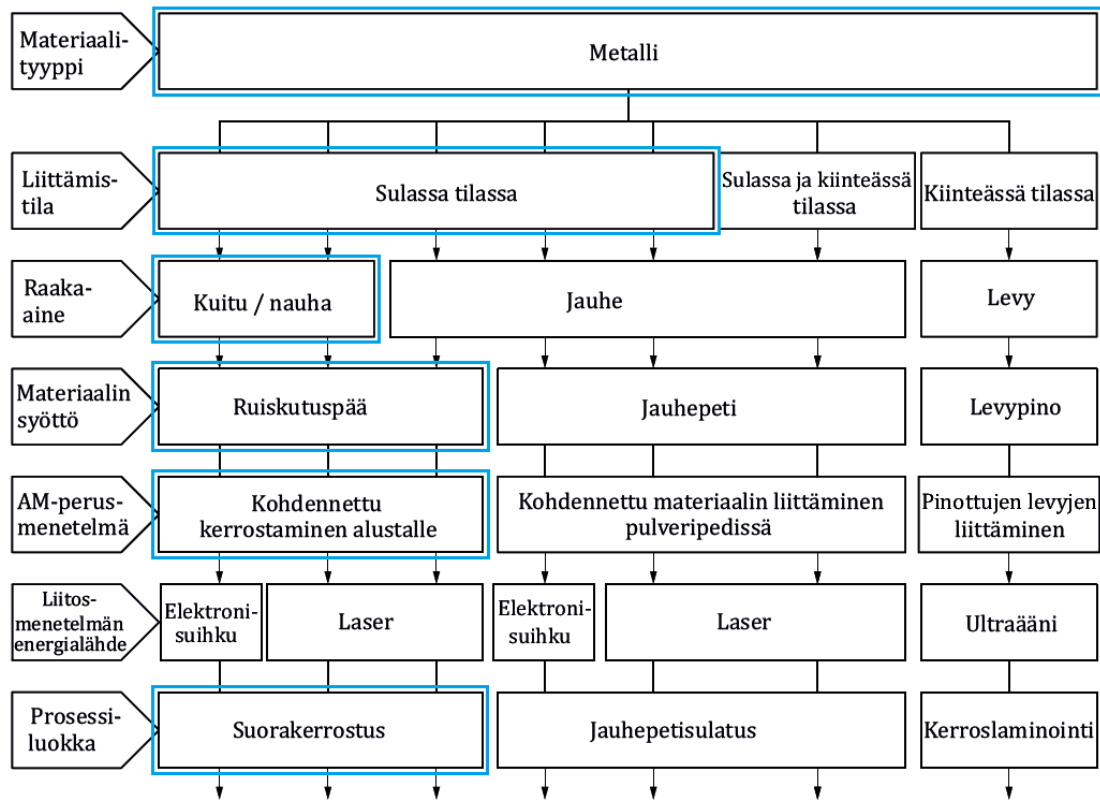 Materiaali-
tyyppi
Metalli
Liittämis-
tila
Sulassa tilassa
Sulassa ja kiinteässä
tilassa
Kiinteässä tilassa
Raaka-
aine
Kuitu / nauha
Jauhe
Levy
Materiaalin
syöttö
Ruiskutuspää
Jauhepeti
Levypino
AM-perus-
menetelmä
Kohdennettu
kerrostaminen alustalle
Kohdennettu materiaalin liittäminen
pulveripedissä
Pinottujen levyjen
liittäminen
Liitos-
menetelmän
energialähde
Elektroni-
suihku
Laser
Elektroni-
suihku
Laser
Ultraääni
Prosessi-
luokka
Suorakerrostus
Jauhepetisulatus
Kerroslaminointi